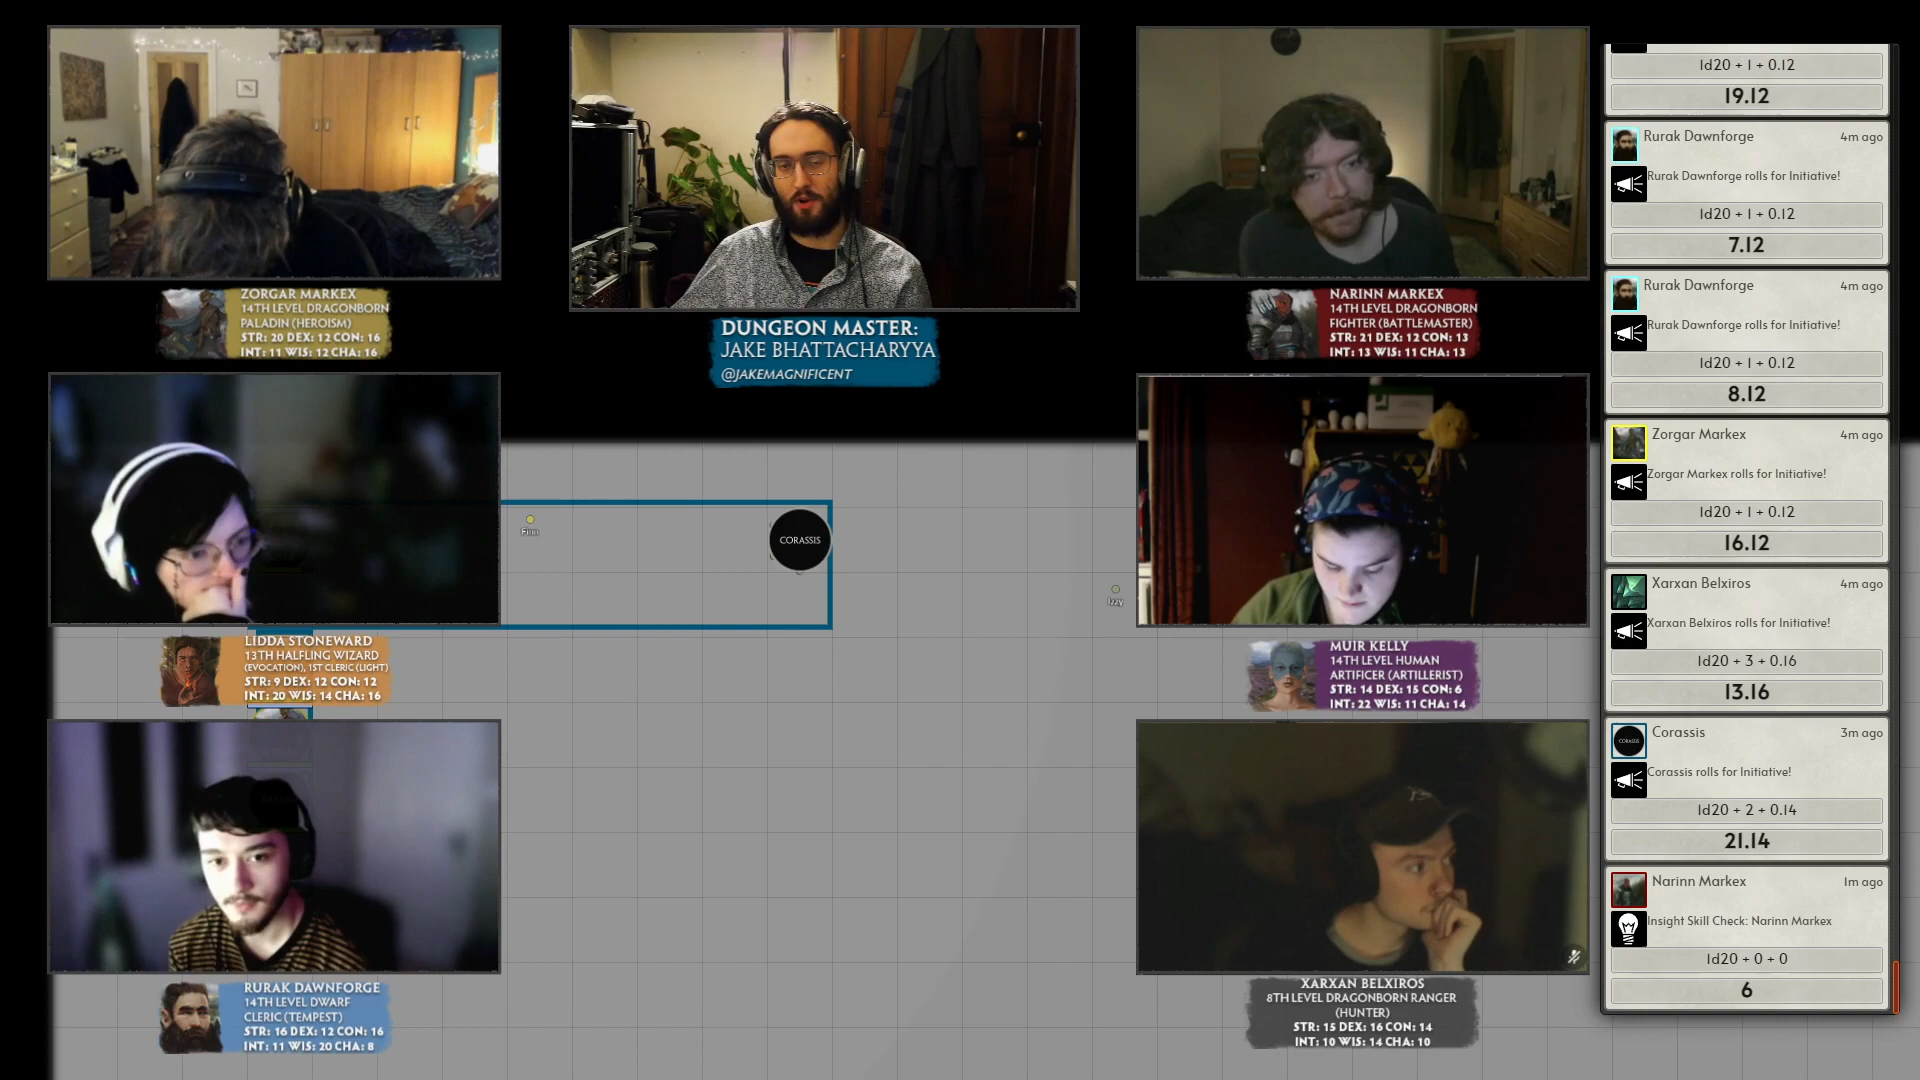 ZORGAR MARKEX
14TH LEVEL DRAGONBORN
PALADIN (HEROISM)
STR: 20 DEX: 12 CON: 16
INT: 11 WIS: 12 CHA: 16
DUNGEON MASTER:
JAKE BHATTACHARYYA
@JAKEMAGNIFICENT
NARINN MARKEX
14TH LEVEL DRAGONBORN
FIGHTER (BATTLEMASTER)
STR: 21 DEX: 12 CON: 13
INT: 13 WIS: 11 CHA: 13
Finn
CORASSIS
Izzy
LIDDA STONEWARD
13TH HALFLING WIZARD
(EVOCATION), 1ST CLERIC (LIGHT)
STR: 9 DEX: 12 CON: 12
INT: 20 WIS: 14 CHA: 16
MUIR KELLY
14TH LEVEL HUMAN
ARTIFICER (ARTILLERIST)
STR: 14 DEX: 15 CON: 6
INT: 22 WIS: 11 CHA: 14
RURAK DAWNFORGE
14TH LEVEL DWARF
CLERIC (TEMPEST)
STR: 16 DEX: 12 CON: 16
INT: 11 WIS: 20 CHA: 8
XARXAN BELXIROS
8TH LEVEL DRAGONBORN RANGER
(HUNTER)
STR: 15 DEX: 16 CON: 14
INT: 10 WIS: 14 CHA: 10
1d20 + 1 + 0.12
19.12
Rurak Dawnforge 4m ago
Rurak Dawnforge rolls for Initiative!
1d20 + 1 + 0.12
7.12
Rurak Dawnforge 4m ago
Rurak Dawnforge rolls for Initiative!
1d20 + 1 + 0.12
8.12
Zorgar Markex 4m ago
Zorgar Markex rolls for Initiative!
1d20 + 1 + 0.12
16.12
Xarxan Belxiros 4m ago
Xarxan Belxiros rolls for Initiative!
1d20 + 3 + 0.16
13.16
Corassis 3m ago
CORASSIS
Corassis rolls for Initiative!
1d20 + 2 + 0.14
21.14
Narinn Markex 1m ago
Insight Skill Check: Narinn Markex
1d20 + 0 + 0
6